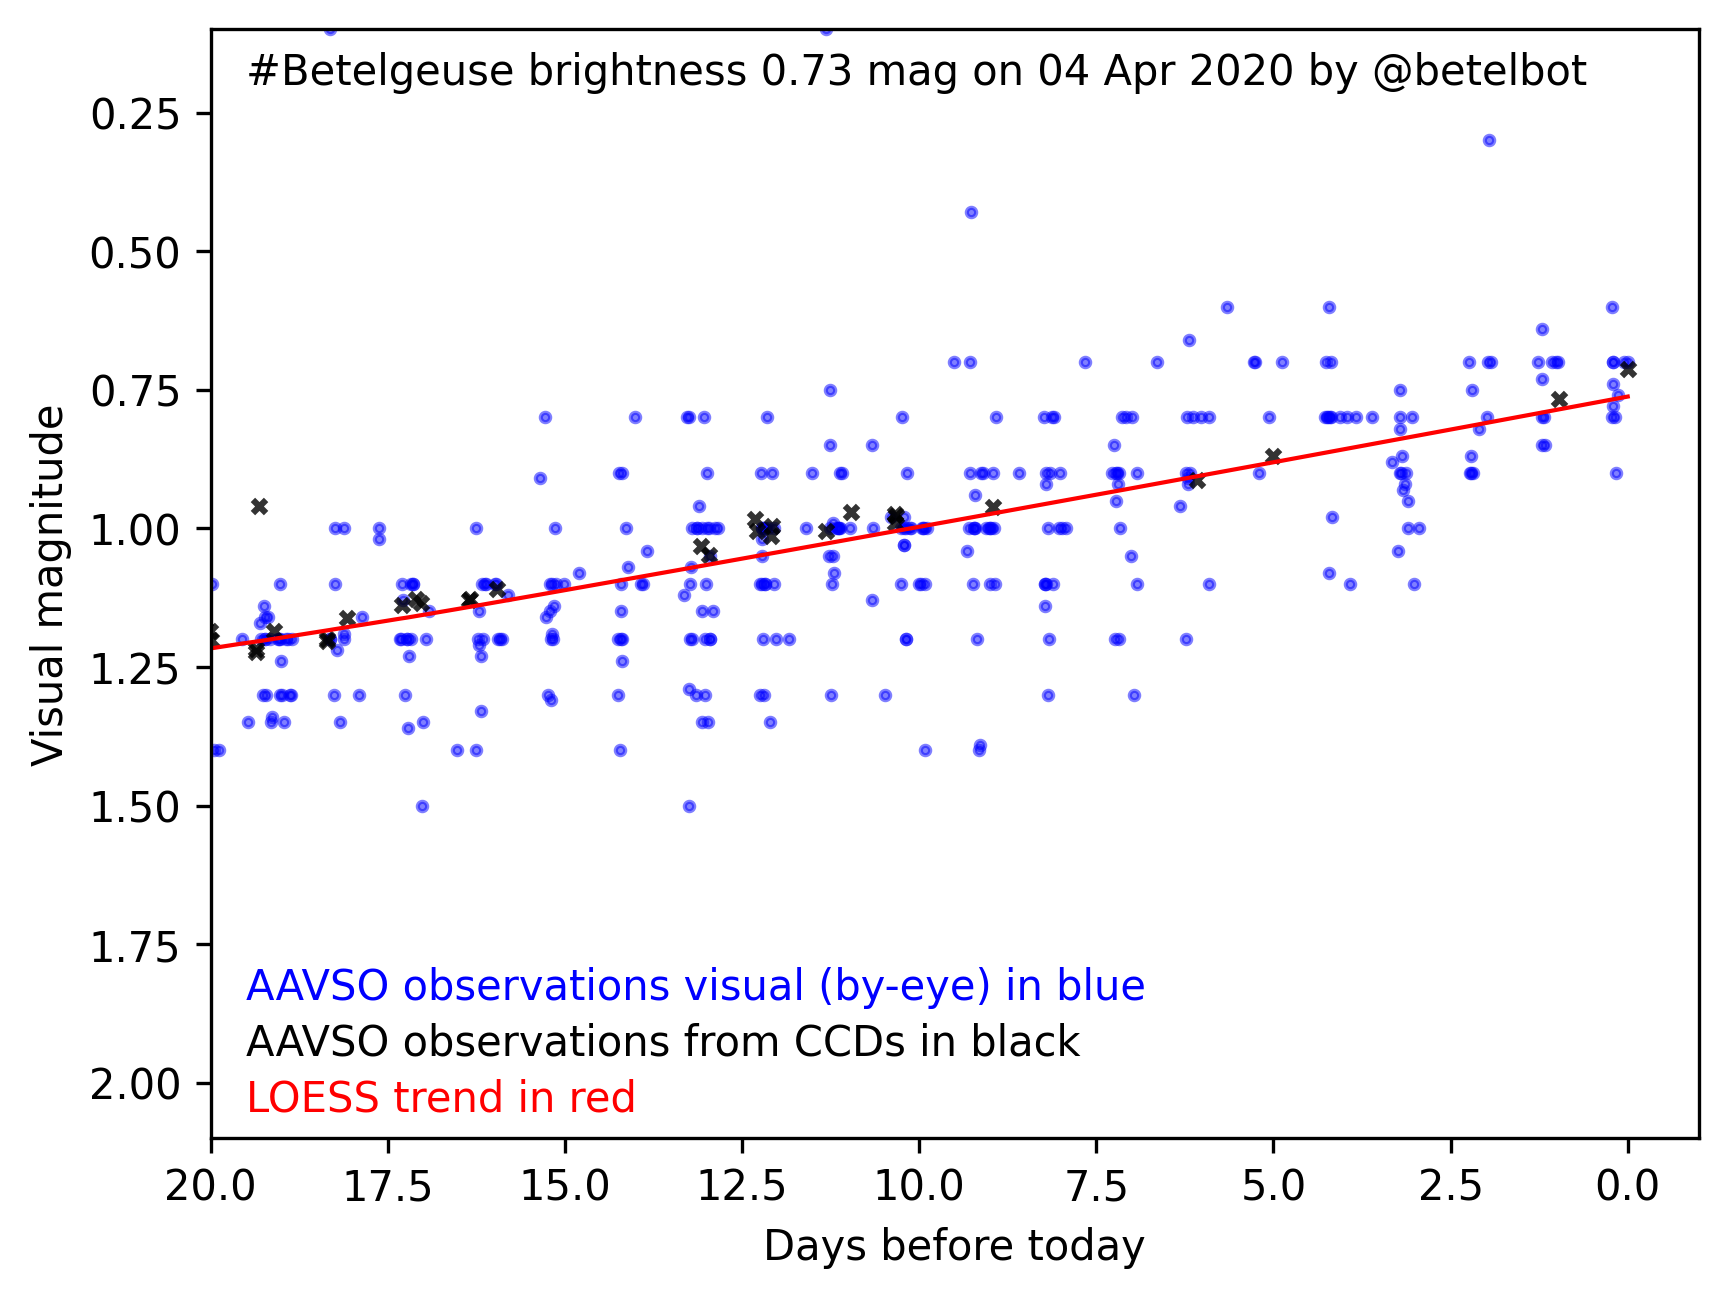 #Betelgeuse brightness 0.73 mag on 04 Apr 2020 by @betelbot
0.25
0.50
0.75
1.00
1.25
1.50
1.75
2.00
Visual magnitude
AAVSO observations visual (by-eye) in blue
AAVSO observations from CCDs in black
LOESS trend in red
20.0 17.5 15.0 12.5 10.0 7.5 5.0 2.5 0.0
Days before today